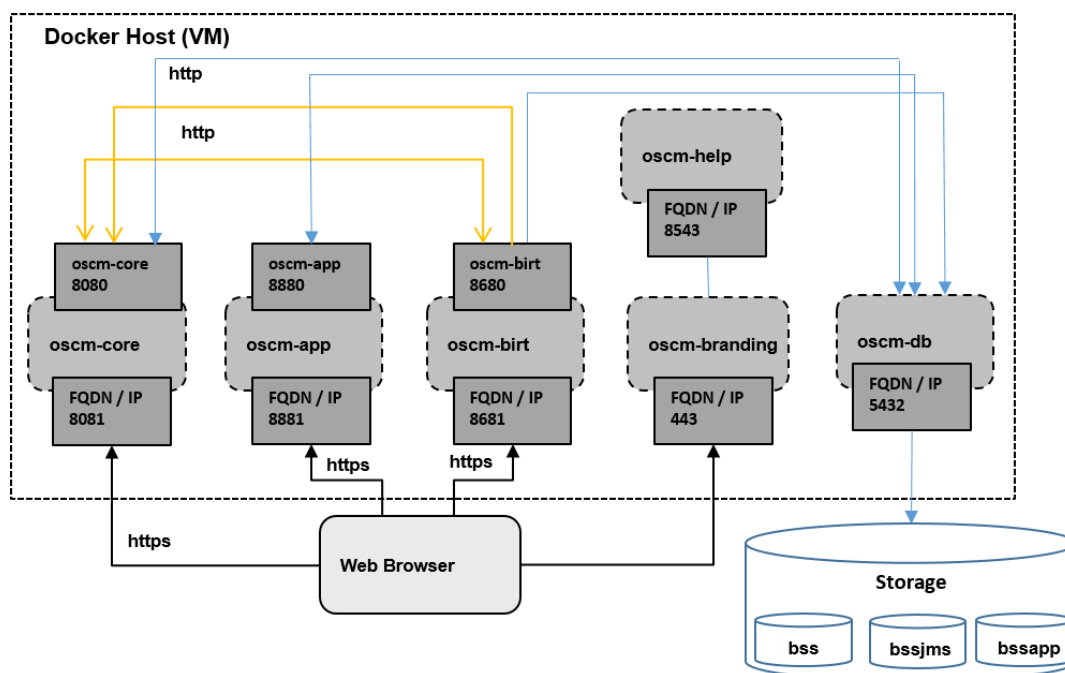 Docker Host (VM)
http
http
oscm-help
FQDN / IP
8543
oscm-core
8080
oscm-app
8880
oscm-birt
8680
oscm-core
oscm-app
oscm-birt
oscm-branding
oscm-db
FQDN / IP
8081
FQDN / IP
8881
FQDN / IP
8681
FQDN / IP
443
FQDN / IP
5432
https
https
https
Web Browser
Storage
bss
bssjms
bssapp